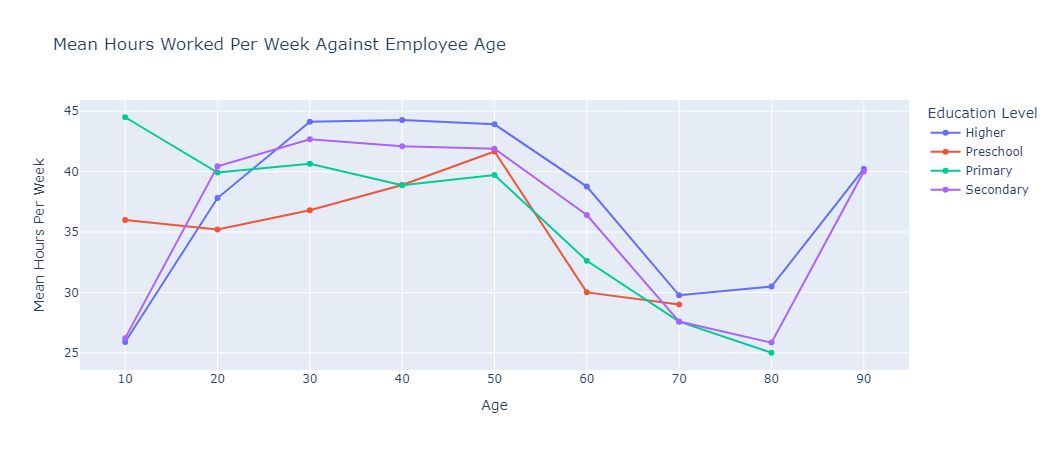 Mean Hours Worked Per Week Against Employee Age
Mean Hours Per Week
45
40
35
30
25
10 20 30 40 50 60 70 80 90
Age
Education Level
Higher
Preschool
Primary
Secondary